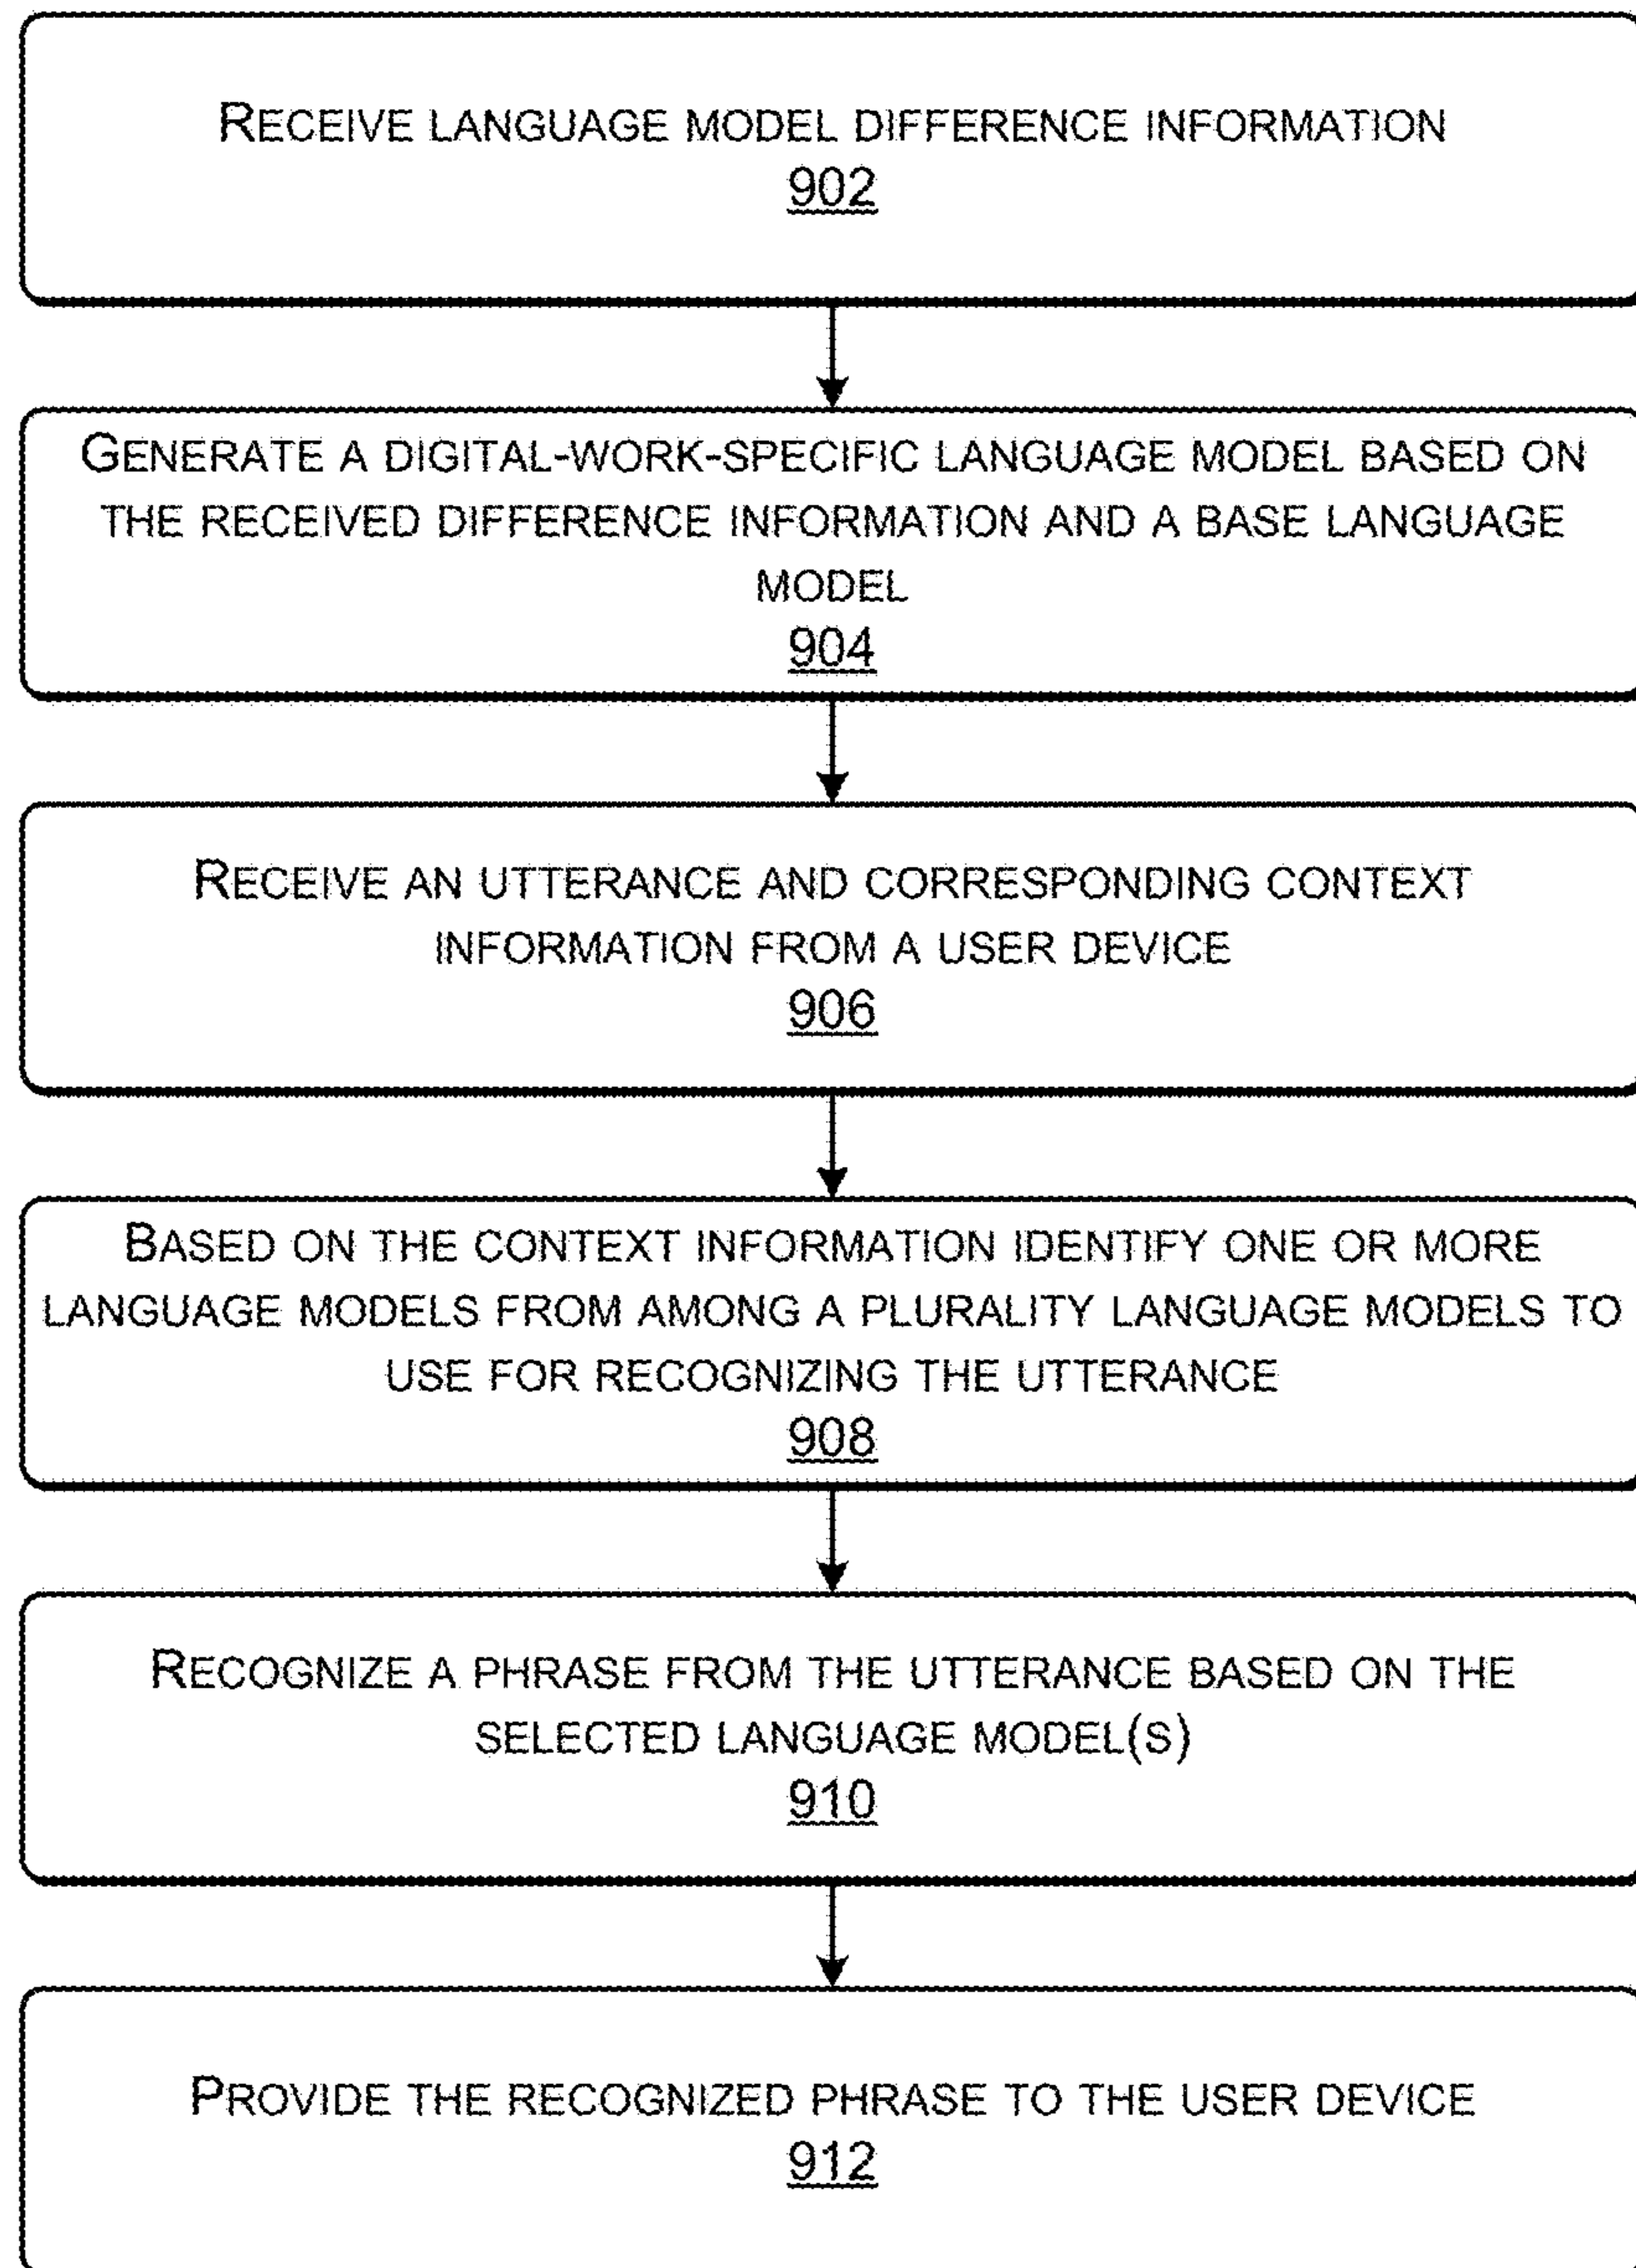 RECEIVE LANGUAGE MODEL DIFFERENCE INFORMATION
902
GENERATE A DIGITAL-WORK-SPECIFIC LANGUAGE MODEL BASED ON
THE RECEIVED DIFFERENCE INFORMATION AND A BASE LANGUAGE
MODEL
904
RECEIVE AN UTTERANCE AND CORRESPONDING CONTEXT
INFORMATION FROM A USER DEVICE
906
BASED ON THE CONTEXT INFORMATION IDENTIFY ONE OR MORE
LANGUAGE MODELS FROM AMONG A PLURALITY LANGUAGE MODELS TO
USE FOR RECOGNIZING THE UTTERANCE
908
RECOGNIZE A PHRASE FROM THE UTTERANCE BASED ON THE
SELECTED LANGUAGE MODEL(S)
910
PROVIDE THE RECOGNIZED PHRASE TO THE USER DEVICE
912